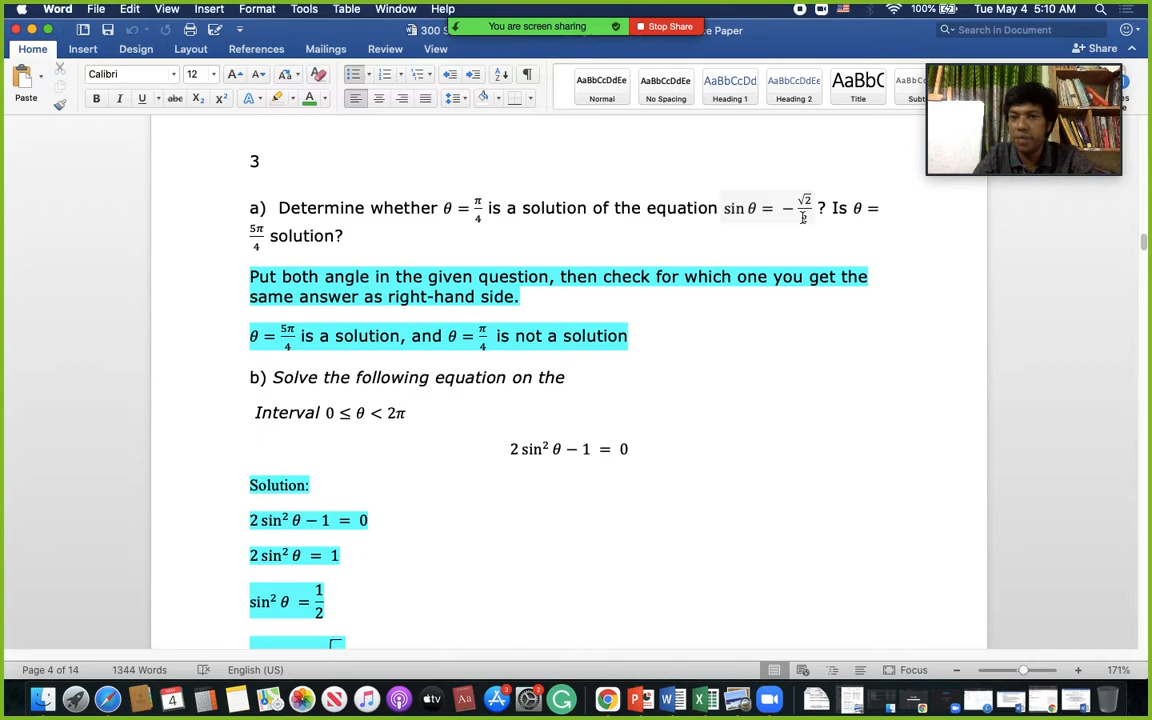 Word File Edit View Insert Format Tools Table Window Help 100% Tue May 4 5:10 AM
You are screen sharing Stop Share
300 ce Paper Search in Document
Home Insert Design Layout References Mailings Review View Share
Paste Calibri 12
AaBbCcDdEe AaBbCcDdEe AaBbCcDd AaBbCcDdEe AaBbC AaBbCc
Normal No Spacing Heading 1 Heading 2 Title Subt
3
a) Determine whether θ = π/4 is a solution of the equation sin θ = − √2/2 ? Is θ =
5π/4 solution?
Put both angle in the given question, then check for which one you get the
same answer as right-hand side.
θ = 5π/4 is a solution, and θ = π/4 is not a solution
b) Solve the following equation on the
Interval 0 ≤ θ < 2π
2 sin² θ − 1 = 0
Solution:
2 sin² θ − 1 = 0
2 sin² θ = 1
sin² θ = 1/2
Page 4 of 14 1344 Words English (US) Focus 171%